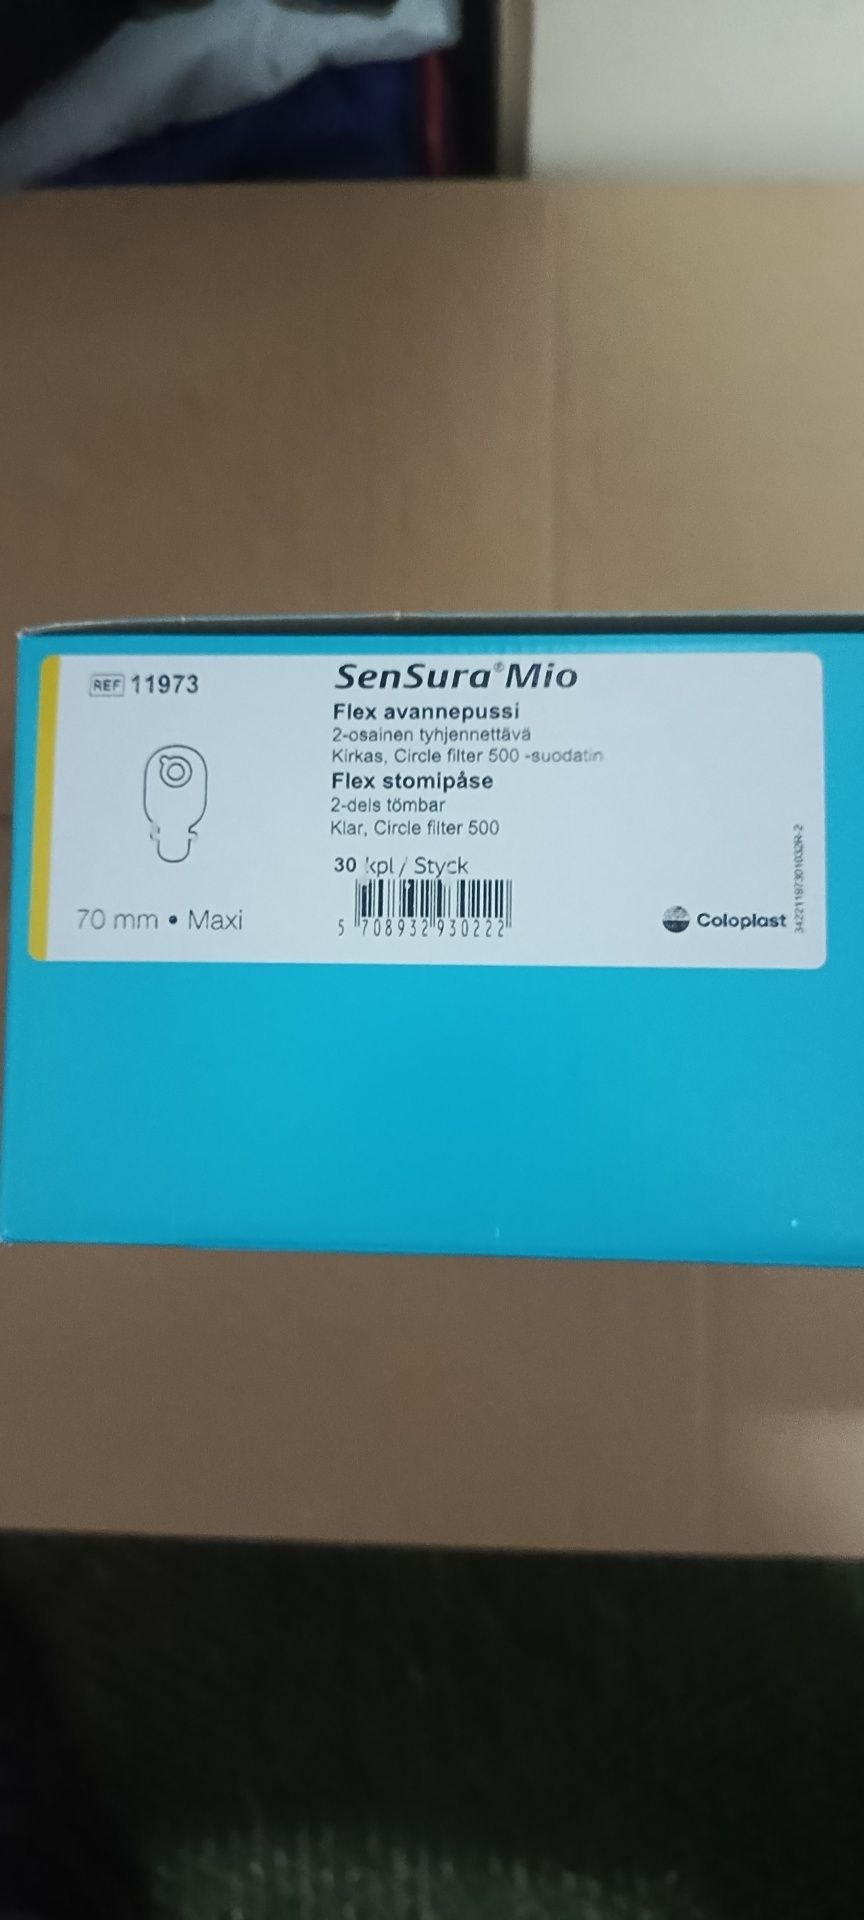 REF 11973
SenSura® Mio
Flex avannepussi
2-osainen tyhjennettävä
Kirkas, Circle filter 500 -suodatin
Flex stomipåse
2-dels tömbar
Klar, Circle filter 500
30 kpl / Styck
5 708932 930222
70 mm • Maxi
Coloplast